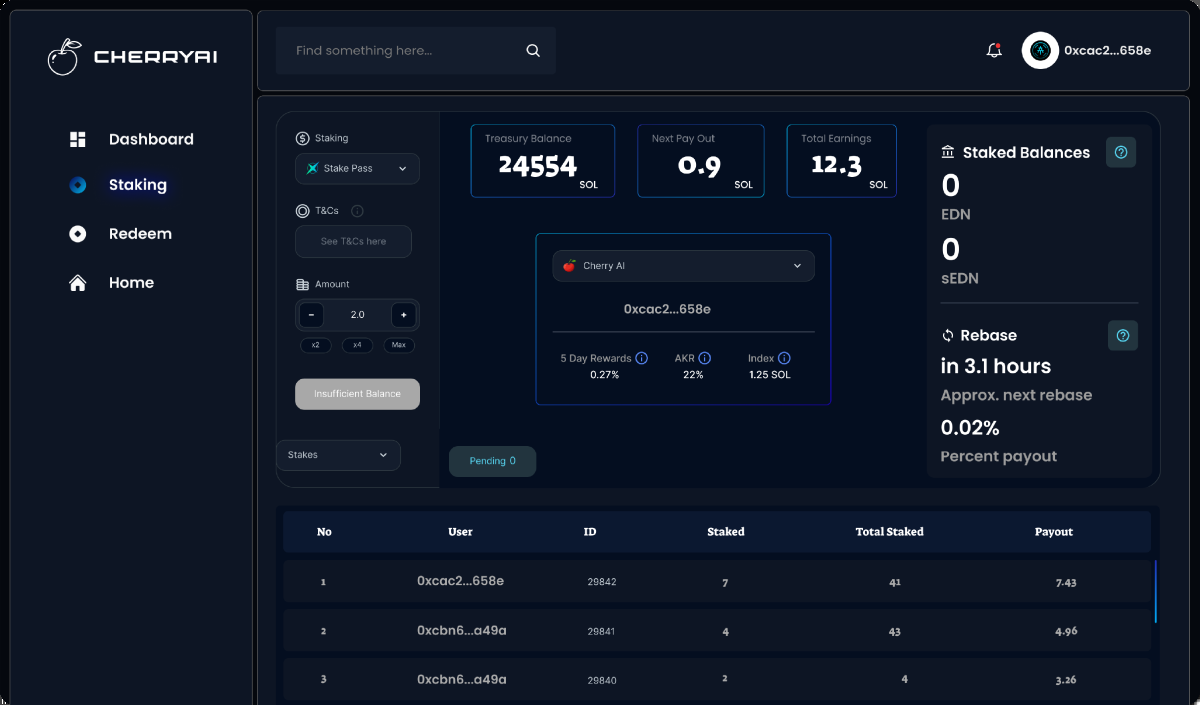 CHERRYAI
Dashboard
Staking
Redeem
Home
Find something here...
0xcac2...658e
Staking
Stake Pass
T&Cs
See T&Cs here
Amount
- 2.0 +
x2 x4 Max
Insufficient Balance
Stakes
Treasury Balance
24554
SOL
Next Pay Out
0.9
SOL
Total Earnings
12.3
SOL
Cherry AI
0xcac2...658e
5 Day Rewards AKR Index
0.27% 22% 1.25 SOL
Pending 0
Staked Balances
0
EDN
0
sEDN
Rebase
in 3.1 hours
Approx. next rebase
0.02%
Percent payout
No User ID Staked Total Staked Payout
1 0xcac2...658e 29842 7 41 7.43
2 0xcbn6...a49a 29841 4 43 4.96
3 0xcbn6...a49a 29840 2 4 3.26